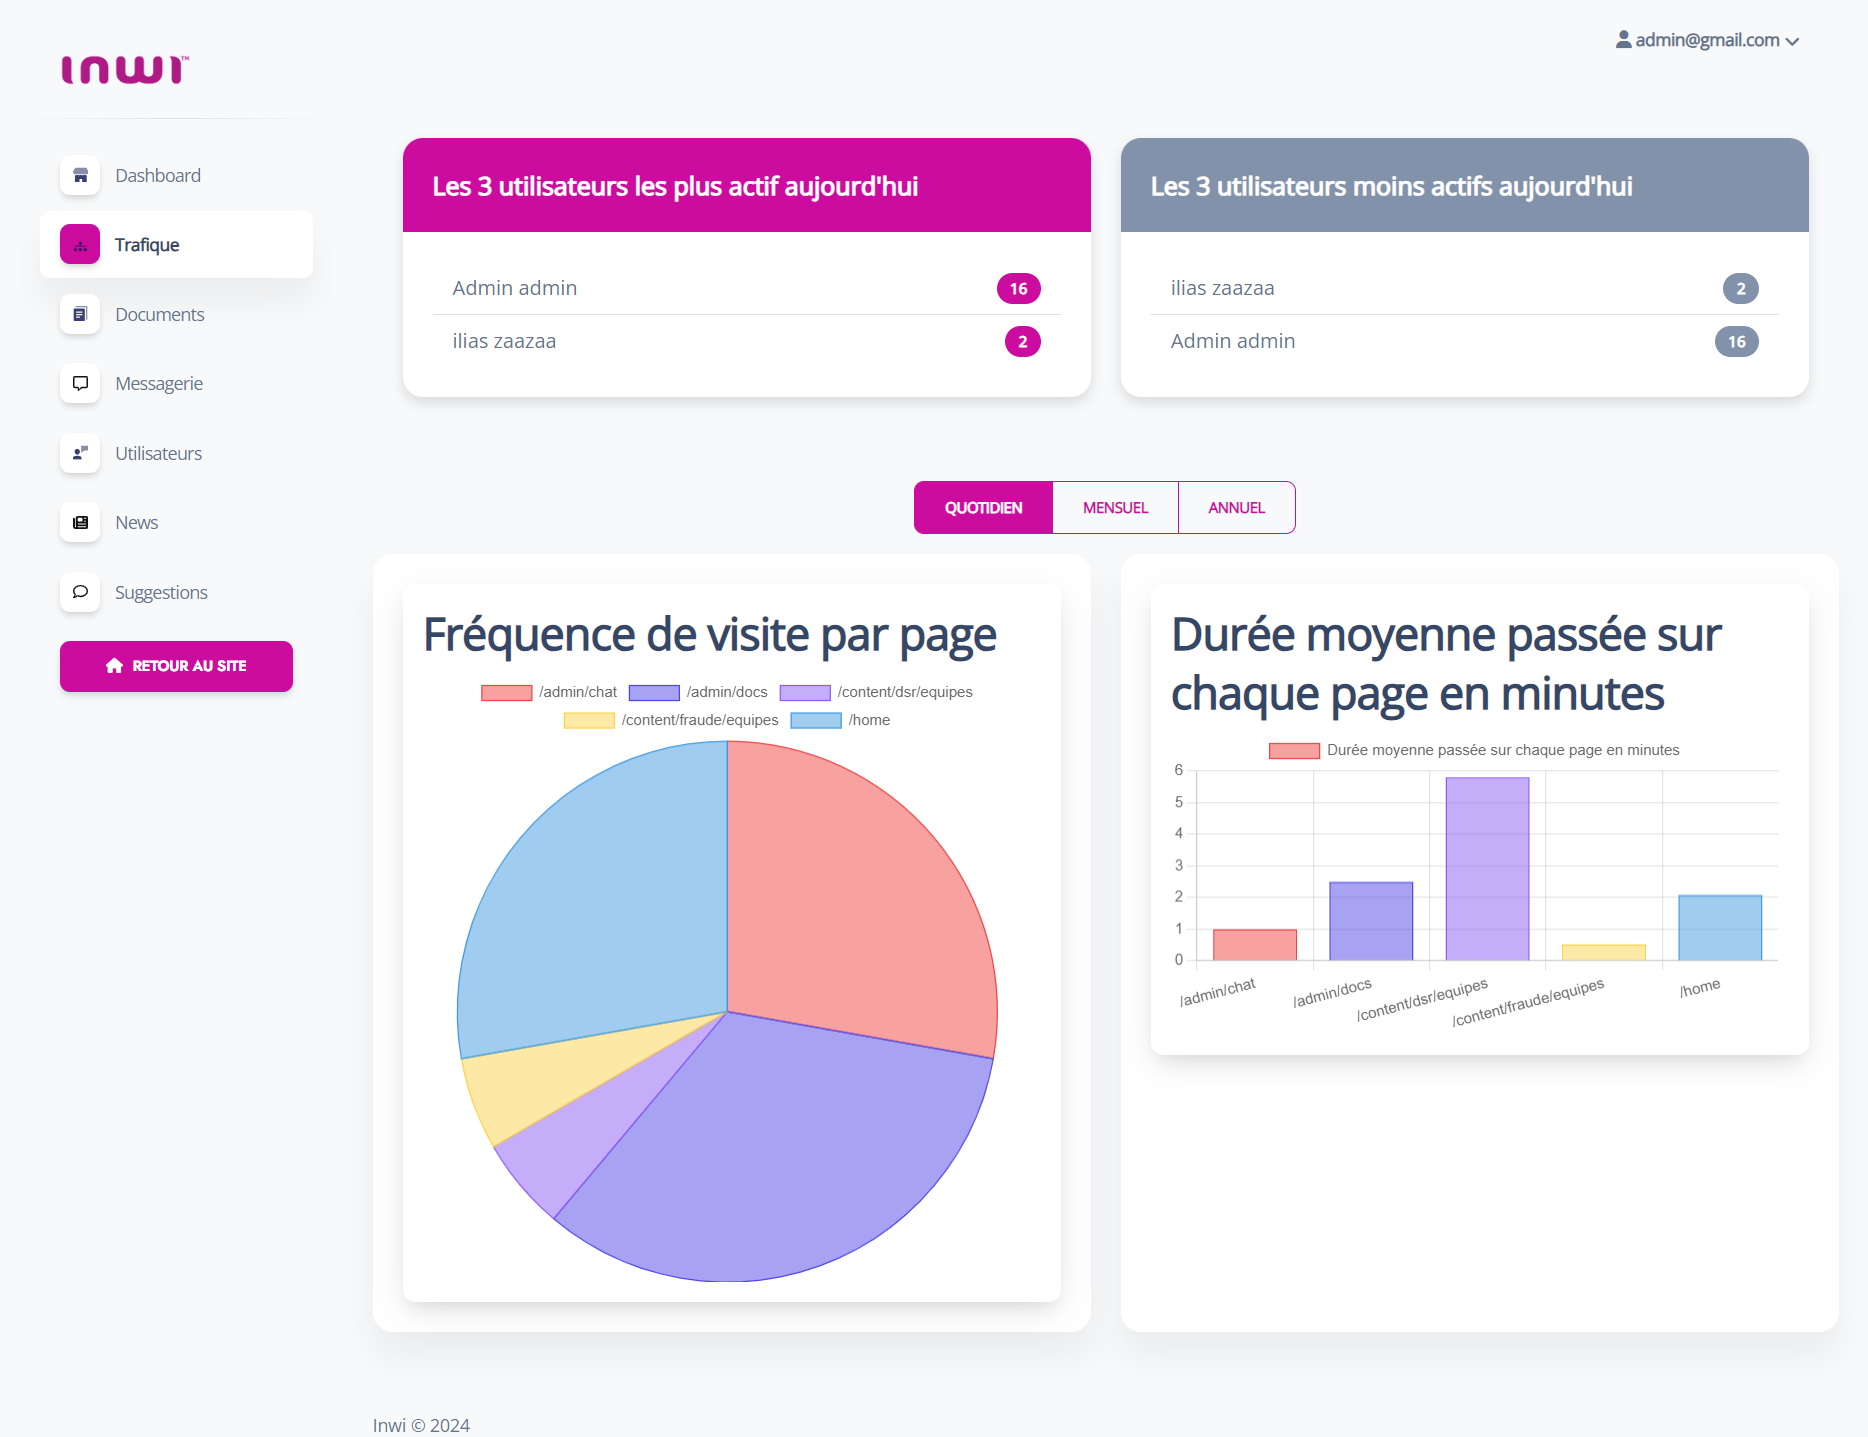 inwi™
admin@gmail.com
Dashboard
Trafique
Documents
Messagerie
Utilisateurs
News
Suggestions
RETOUR AU SITE
Les 3 utilisateurs les plus actif aujourd'hui
Admin admin 16
ilias zaazaa 2
Les 3 utilisateurs moins actifs aujourd'hui
ilias zaazaa 2
Admin admin 16
QUOTIDIEN MENSUEL ANNUEL
Fréquence de visite par page
/admin/chat /admin/docs /content/dsr/equipes
/content/fraude/equipes /home
Durée moyenne passée sur
chaque page en minutes
Durée moyenne passée sur chaque page en minutes
6
5
4
3
2
1
0
/admin/chat
/admin/docs
/content/dsr/equipes
/content/fraude/equipes
/home
Inwi © 2024